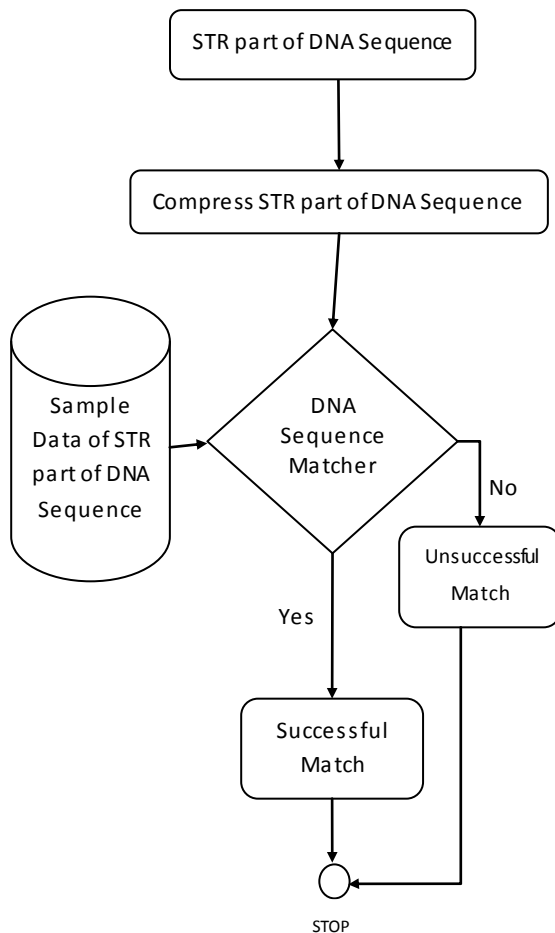 STR part of DNA Sequence
Compress STR part of DNA Sequence
Sample
Data of STR
part of DNA
Sequence
DNA
Sequence
Matcher
No
Unsuccessful
Match
Yes
Successful
Match
STOP